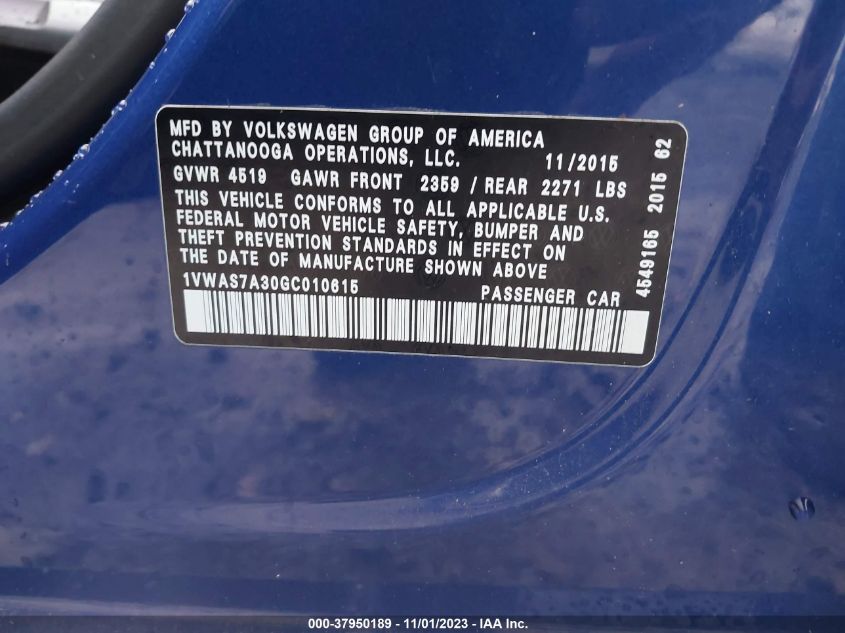 MFD BY VOLKSWAGEN GROUP OF AMERICA
CHATTANOOGA OPERATIONS, LLC. 11/2015
GVWR 4519 GAWR FRONT 2359 / REAR 2271 LBS
THIS VEHICLE CONFORMS TO ALL APPLICABLE U.S.
FEDERAL MOTOR VEHICLE SAFETY, BUMPER AND
THEFT PREVENTION STANDARDS IN EFFECT ON
THE DATE OF MANUFACTURE SHOWN ABOVE
1VWAS7A30GC010615 PASSENGER CAR
4549165 2015 62
000-37950189 - 11/01/2023 - IAA Inc.